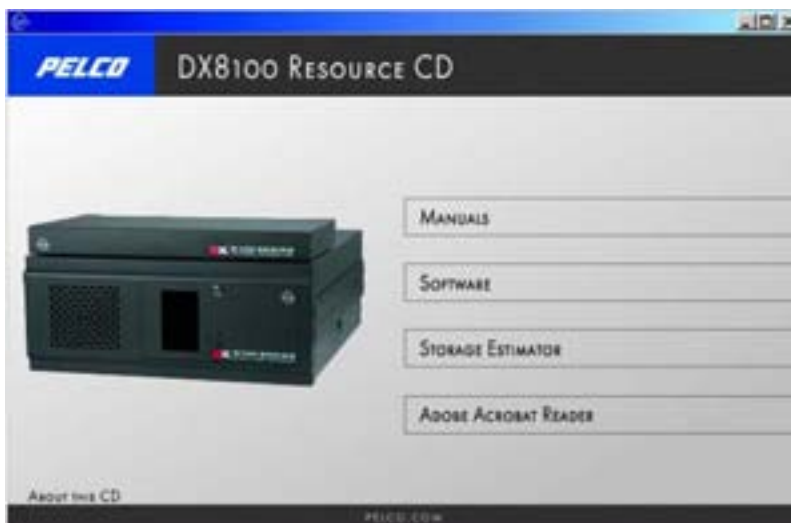 PELCO
DX8100 RESOURCE CD
MANUALS
SOFTWARE
STORAGE ESTIMATOR
ADOBE ACROBAT READER
ABOUT THIS CD
PELCO.COM